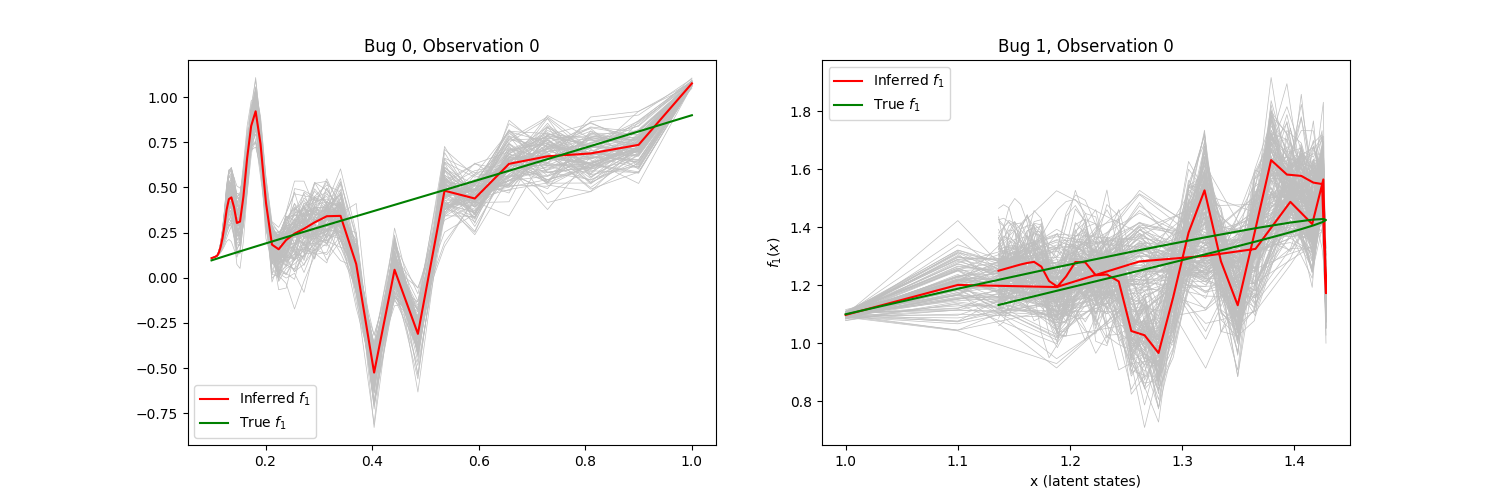 Bug 0, Observation 0
1.00
0.75
0.50
0.25
0.00
−0.25
−0.50
−0.75
Inferred f₁
True f₁
0.2 0.4 0.6 0.8 1.0
Bug 1, Observation 0
Inferred f₁
True f₁
f₁(x)
1.8
1.6
1.4
1.2
1.0
0.8
1.0 1.1 1.2 1.3 1.4
x (latent states)